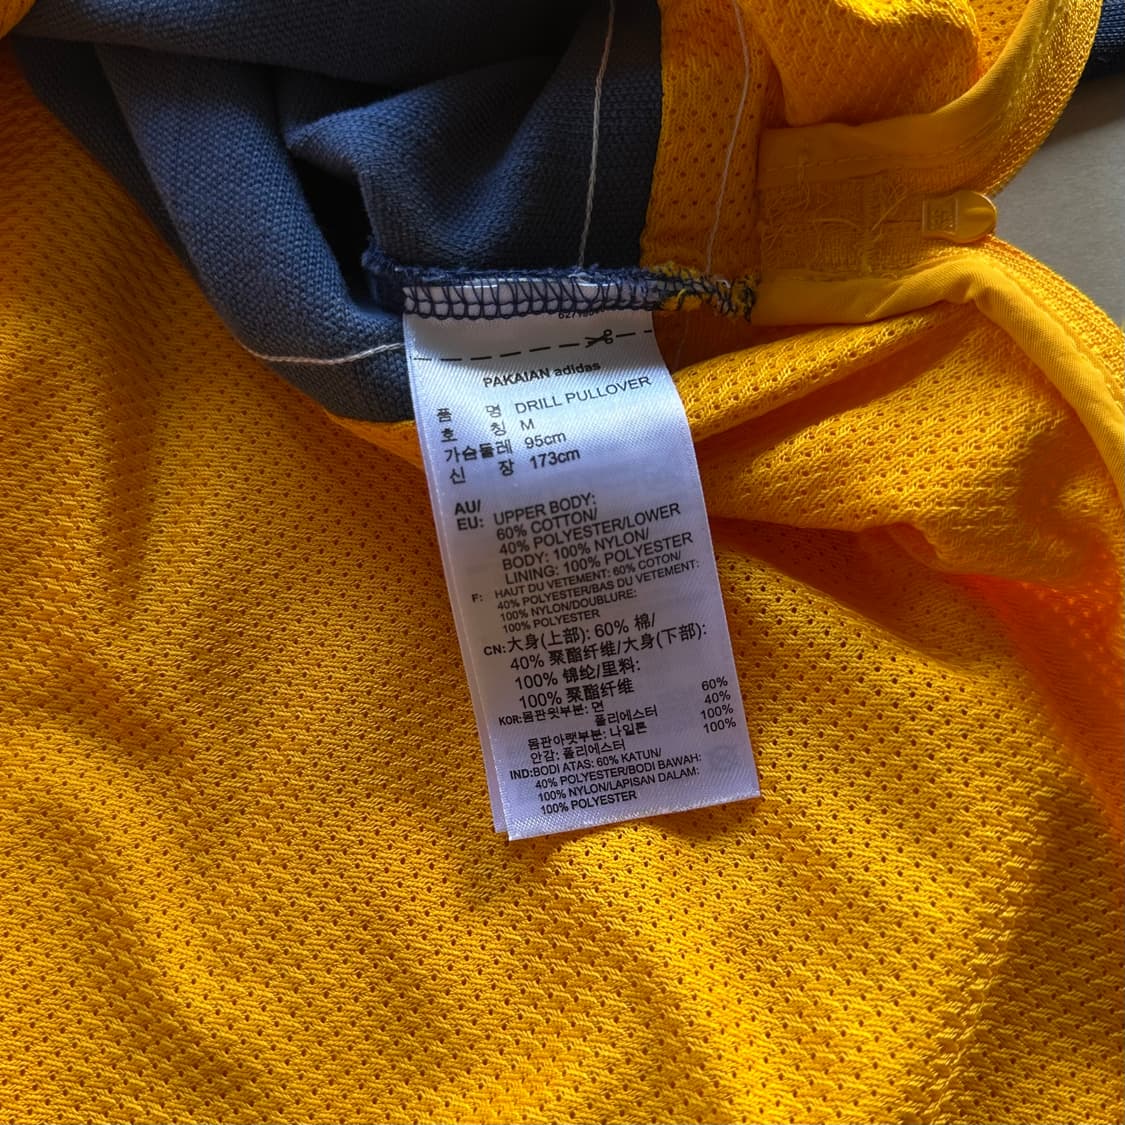 PAKAIAN adidas
품 명 DRILL PULLOVER
호 칭 M
가슴둘레 95cm
신 장 173cm
AU/
EU: UPPER BODY:
60% COTTON/
40% POLYESTER/LOWER
BODY: 100% NYLON/
LINING: 100% POLYESTER
F: HAUT DU VETEMENT: 60% COTON/
40% POLYESTER/BAS DU VETEMENT:
100% NYLON/DOUBLURE:
100% POLYESTER
CN: 大身(上部): 60% 棉/
40% 聚酯纤维/大身(下部):
100% 锦纶/里料:
100% 聚酯纤维
KOR: 몸판윗부분: 면 60%
폴리에스터 40%
몸판아랫부분: 나일론 100%
안감: 폴리에스터 100%
IND: BODI ATAS: 60% KATUN/
40% POLYESTER/BODI BAWAH:
100% NYLON/LAPISAN DALAM:
100% POLYESTER